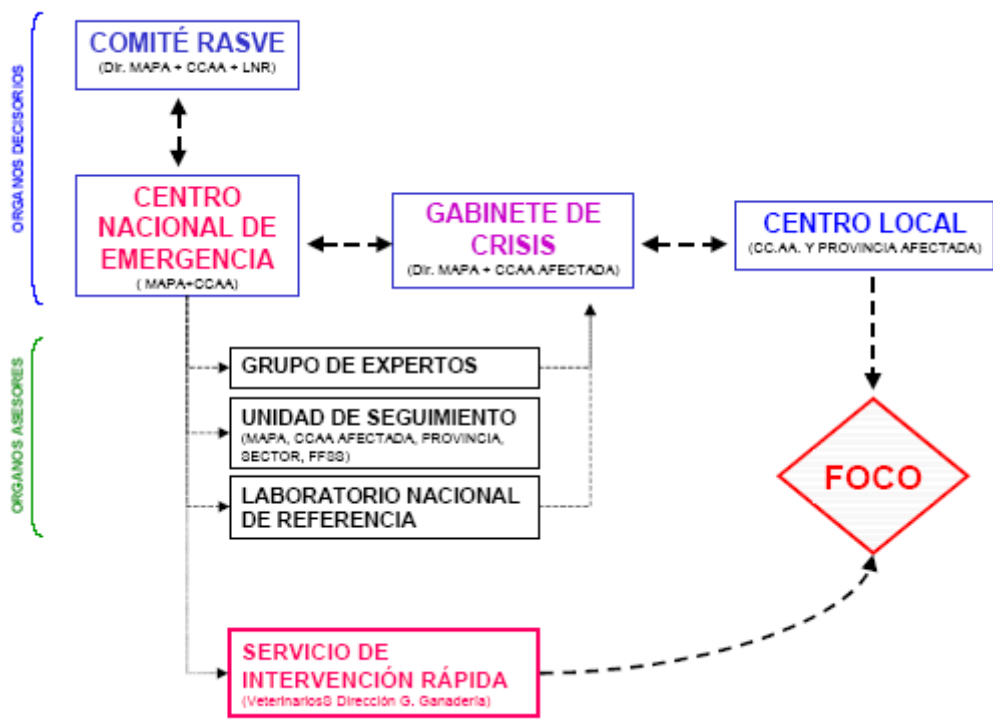 ORGANOS DECISORIOS
COMITÉ RASVE
(Dir. MAPA + CCAA + LNR)
CENTRO
NACIONAL DE
EMERGENCIA
( MAPA+CCAA)
GABINETE DE
CRISIS
(Dir. MAPA + CCAA AFECTADA)
CENTRO LOCAL
(CC.AA. Y PROVINCIA AFECTADA)
ORGANOS ASESORES
GRUPO DE EXPERTOS
UNIDAD DE SEGUIMIENTO
(MAPA, CCAA AFECTADA, PROVINCIA,
SECTOR, FFSS)
LABORATORIO NACIONAL
DE REFERENCIA
FOCO
SERVICIO DE
INTERVENCIÓN RÁPIDA
(VeterinariosS Dirección G. Ganadería)